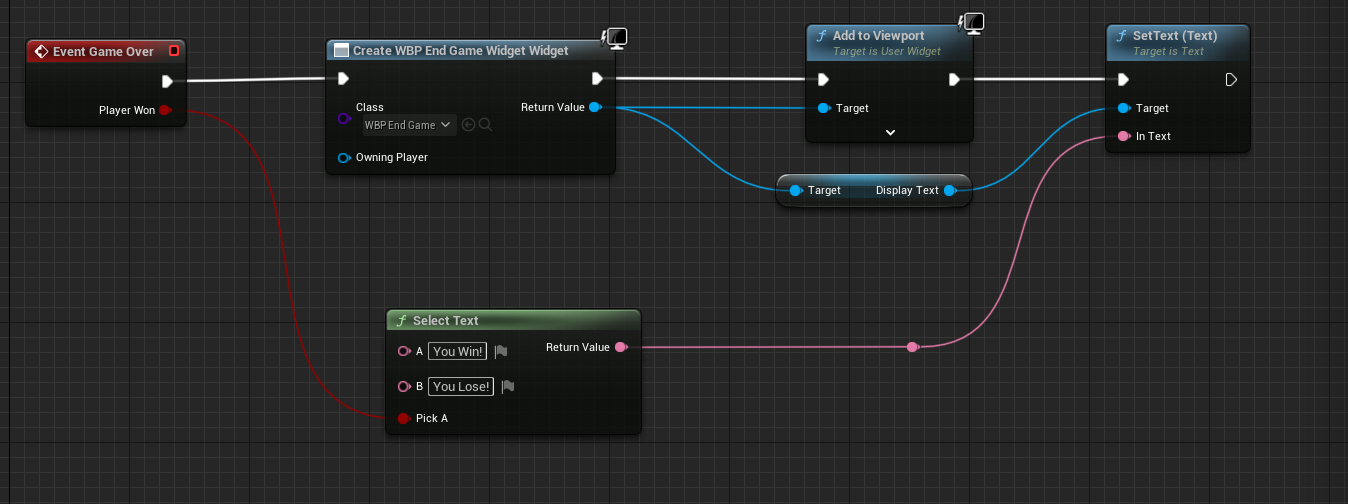 Event Game Over
Player Won
Create WBP End Game Widget Widget
Class
WBP End Game
Return Value
Owning Player
Add to Viewport
Target is User Widget
Target
SetText (Text)
Target is Text
Target
In Text
Target Display Text
Select Text
A You Win!
Return Value
B You Lose!
Pick A